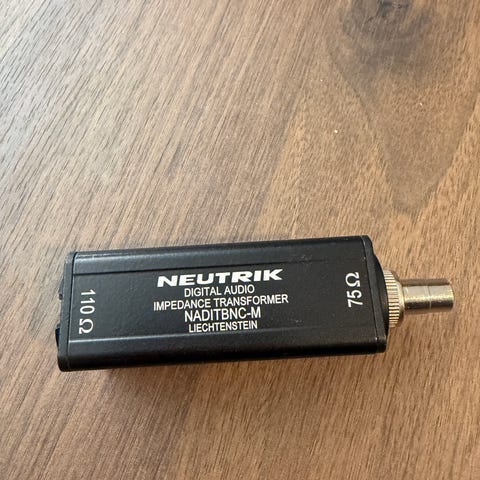 110 Ω
NEUTRIK
DIGITAL AUDIO
IMPEDANCE TRANSFORMER
NADITBNC-M
LIECHTENSTEIN
75 Ω